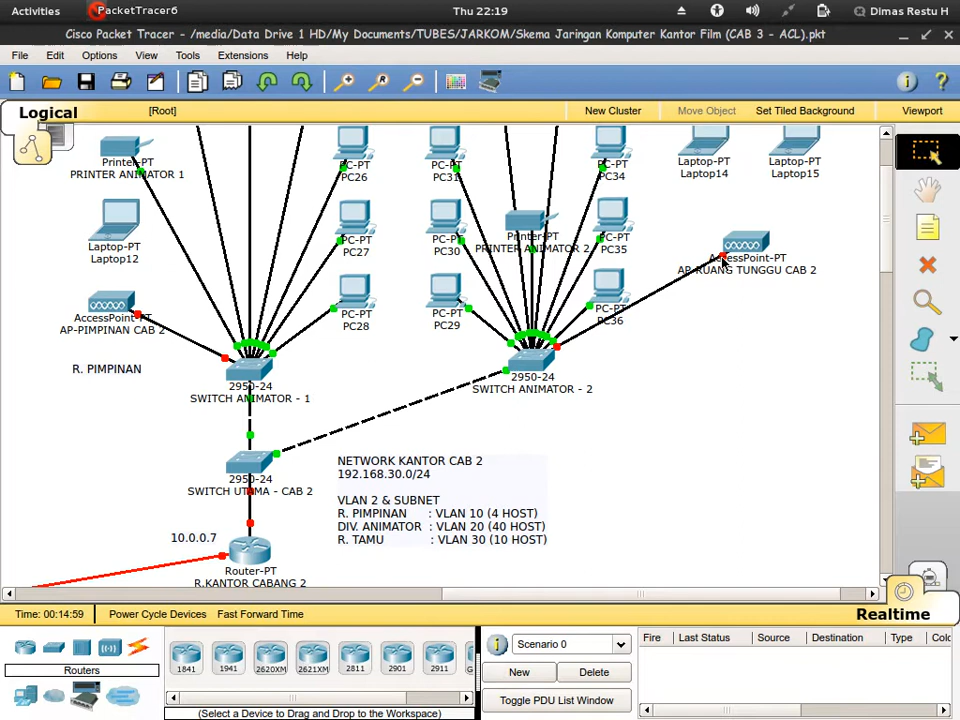 Activities
PacketTracer6
Thu 22:19
Dimas Restu H
Cisco Packet Tracer - /media/Data Drive 1 HD/My Documents/TUBES/JARKOM/Skema Jaringan Komputer Kantor Film (CAB 3 - ACL).pkt
File Edit Options View Tools Extensions Help
Logical
[Root]
New Cluster
Move Object
Set Tiled Background
Viewport
Printer-PT
PRINTER ANIMATOR 1
PC-PT
PC26
PC-PT
PC31
PC-PT
PC34
Laptop-PT
Laptop14
Laptop-PT
Laptop15
Laptop-PT
Laptop12
PC-PT
PC27
PC-PT
PC30
Printer-PT
PRINTER ANIMATOR 2
PC-PT
PC35
AccessPoint-PT
AP-RUANG TUNGGU CAB 2
AccessPoint-PT
AP-PIMPINAN CAB 2
PC-PT
PC28
PC-PT
PC29
PC-PT
PC36
R. PIMPINAN
2950-24
SWITCH ANIMATOR - 1
2950-24
SWITCH ANIMATOR - 2
2950-24
SWITCH UTAMA - CAB 2
NETWORK KANTOR CAB 2
192.168.30.0/24
VLAN 2 & SUBNET
R. PIMPINAN : VLAN 10 (4 HOST)
DIV. ANIMATOR : VLAN 20 (40 HOST)
R. TAMU : VLAN 30 (10 HOST)
10.0.0.7
Router-PT
R.KANTOR CABANG 2
Time: 00:14:59
Power Cycle Devices
Fast Forward Time
Realtime
Routers
1841
1941
2620XM
2621XM
2811
2901
2911
(Select a Device to Drag and Drop to the Workspace)
Scenario 0
New
Delete
Toggle PDU List Window
Fire
Last Status
Source
Destination
Type